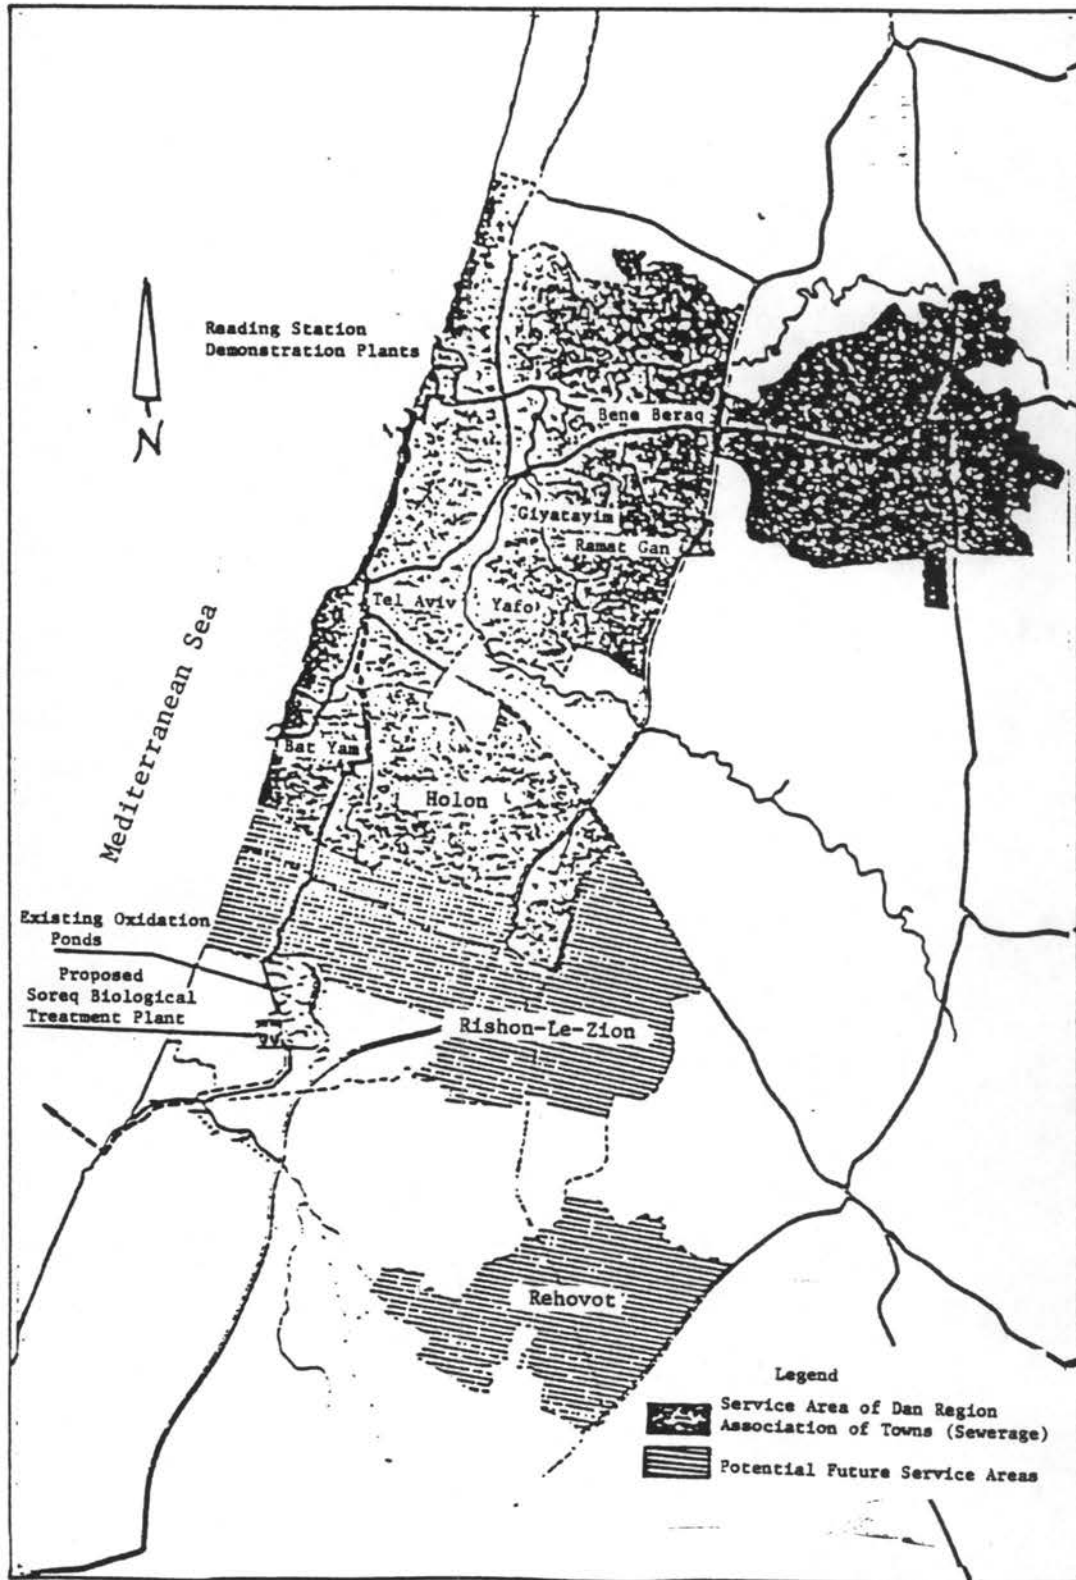 Reading Station
Demonstration Plants
N
Bene Beraq
Giyatayim
Ramat Gan
Tel Aviv Yafo
Mediterranean Sea
Bat Yam
Holon
Existing Oxidation
Ponds
Proposed
Soreq Biological
Treatment Plant
Rishon-Le-Zion
Rehovot
Legend
Service Area of Dan Region
Association of Towns (Sewerage)
Potential Future Service Areas